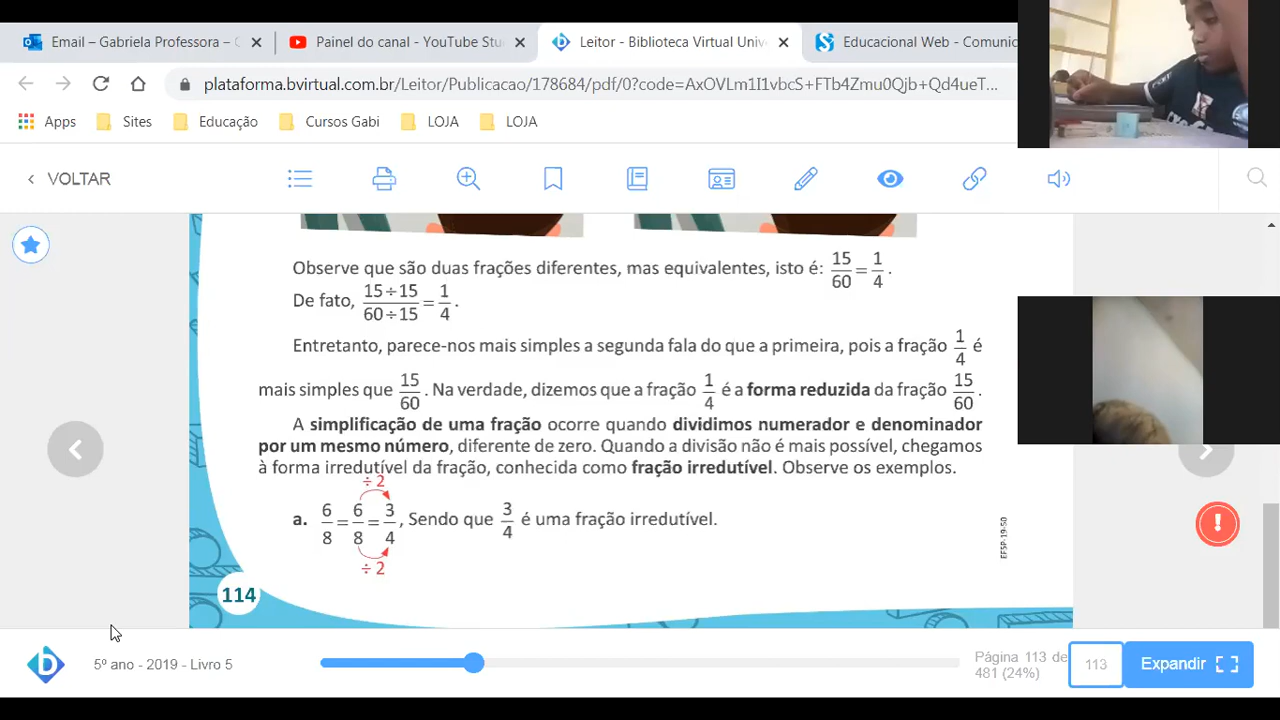 Email – Gabriela Professora – C
Painel do canal - YouTube Stu
Leitor - Biblioteca Virtual Univ
Educacional Web - Comunic
plataforma.bvirtual.com.br/Leitor/Publicacao/178684/pdf/0?code=AxOVLm1I1vbcS+FTb4Zmu0Qjb+Qd4ueT...
Apps Sites Educação Cursos Gabi LOJA LOJA
VOLTAR
Observe que são duas frações diferentes, mas equivalentes, isto é: 15/60 = 1/4.
De fato, 15 ÷ 15/60 ÷ 15 = 1/4.
Entretanto, parece-nos mais simples a segunda fala do que a primeira, pois a fração 1/4 é
mais simples que 15/60. Na verdade, dizemos que a fração 1/4 é a forma reduzida da fração 15/60.
A simplificação de uma fração ocorre quando dividimos numerador e denominador
por um mesmo número, diferente de zero. Quando a divisão não é mais possível, chegamos
à forma irredutível da fração, conhecida como fração irredutível. Observe os exemplos.
÷ 2
a. 6/8 = 6/8 = 3/4, Sendo que 3/4 é uma fração irredutível.
÷ 2
EF5P-19-50
114
5º ano - 2019 - Livro 5
Página 113 de
481 (24%)
113
Expandir